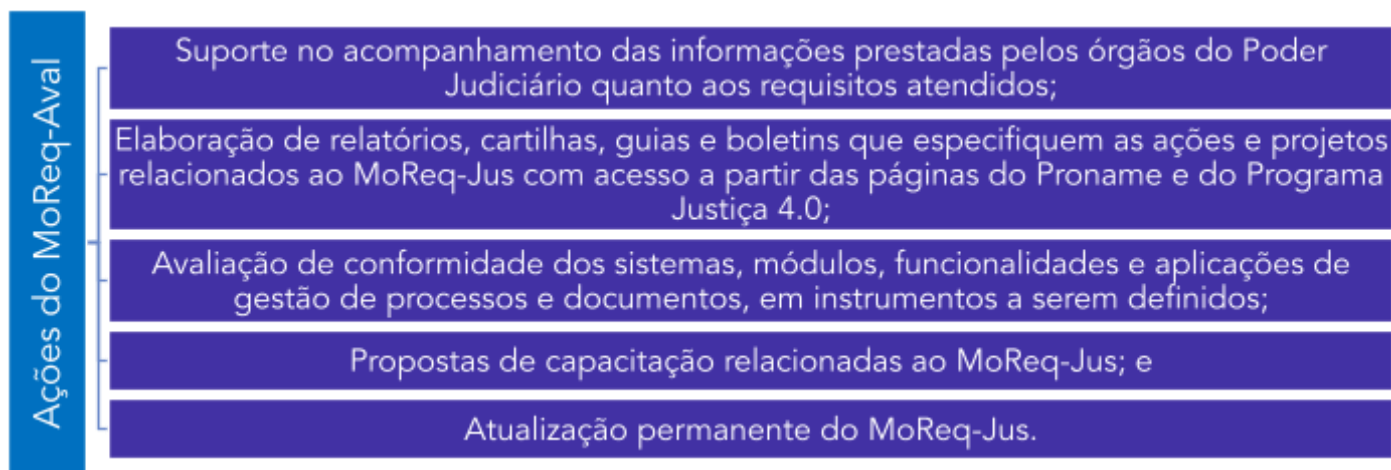 Ações do MoReq-Aval
Suporte no acompanhamento das informações prestadas pelos órgãos do Poder
Judiciário quanto aos requisitos atendidos;
Elaboração de relatórios, cartilhas, guias e boletins que especifiquem as ações e projetos
relacionados ao MoReq-Jus com acesso a partir das páginas do Proname e do Programa
Justiça 4.0;
Avaliação de conformidade dos sistemas, módulos, funcionalidades e aplicações de
gestão de processos e documentos, em instrumentos a serem definidos;
Propostas de capacitação relacionadas ao MoReq-Jus; e
Atualização permanente do MoReq-Jus.